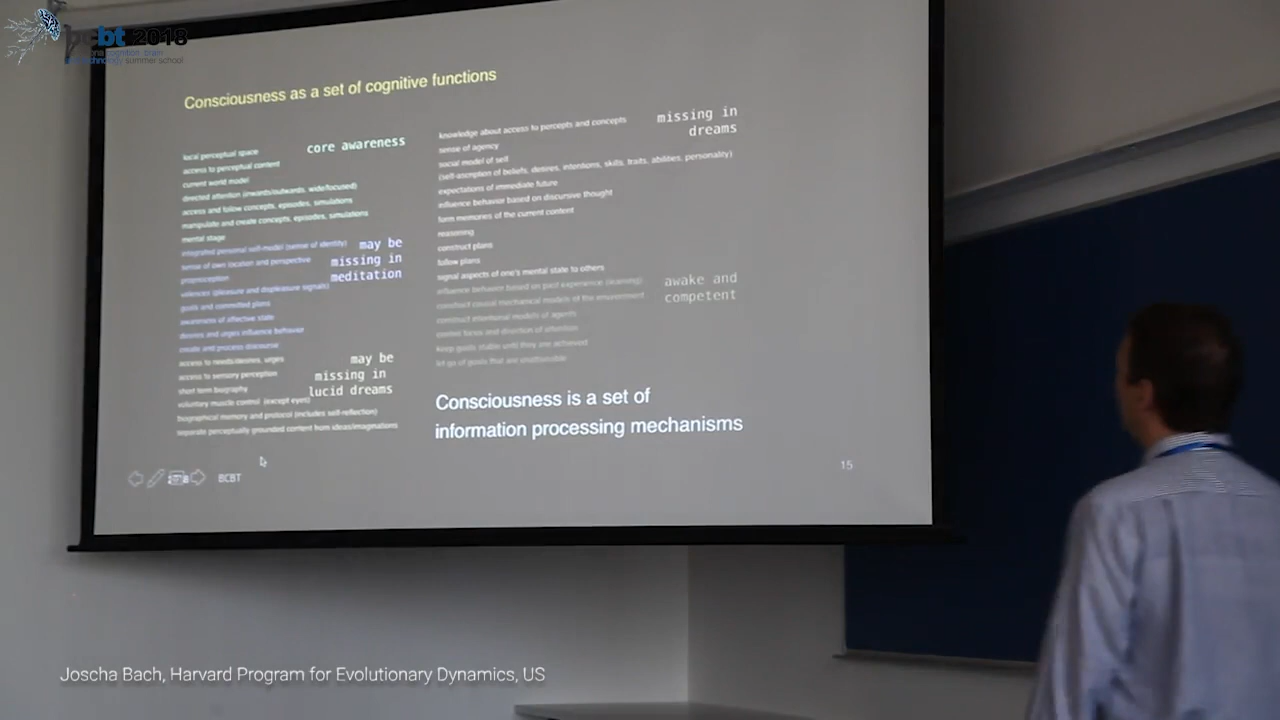 bcbt 2018
cognition, brain
technology summer school
Consciousness as a set of cognitive functions
core awareness
local perceptual space
access to perceptual content
current world model
directed attention (inwards/outwards, wide/focused)
access and follow concepts, episodes, simulations
manipulate and create concepts, episodes, simulations
mental stage
may be
missing in
meditation
integrated personal self-model (sense of identity)
sense of own location and perspective
proprioception
valences (pleasure and displeasure signals)
goals and committed plans
awareness of affective state
desires and urges influence behavior
create and process discourse
may be
missing in
lucid dreams
access to needs/desires, urges
access to sensory perception
short term biography
voluntary muscle control (except eyes)
biographical memory and protocol (includes self-reflection)
separate perceptually grounded content from ideas/imaginations
missing in
dreams
knowledge about access to percepts and concepts
sense of agency
social model of self
(self-ascription of beliefs, desires, intentions, skills, traits, abilities, personality)
expectations of immediate future
influence behavior based on discursive thought
form memories of the current content
reasoning
construct plans
follow plans
signal aspects of one's mental state to others
awake and
competent
influence behavior based on past experience (learning)
construct causal mechanical models of the environment
construct intentional models of agents
control focus and direction of attention
keep goals stable until they are achieved
let go of goals that are unattainable
Consciousness is a set of
information processing mechanisms
BCBT
15
Joscha Bach, Harvard Program for Evolutionary Dynamics, US